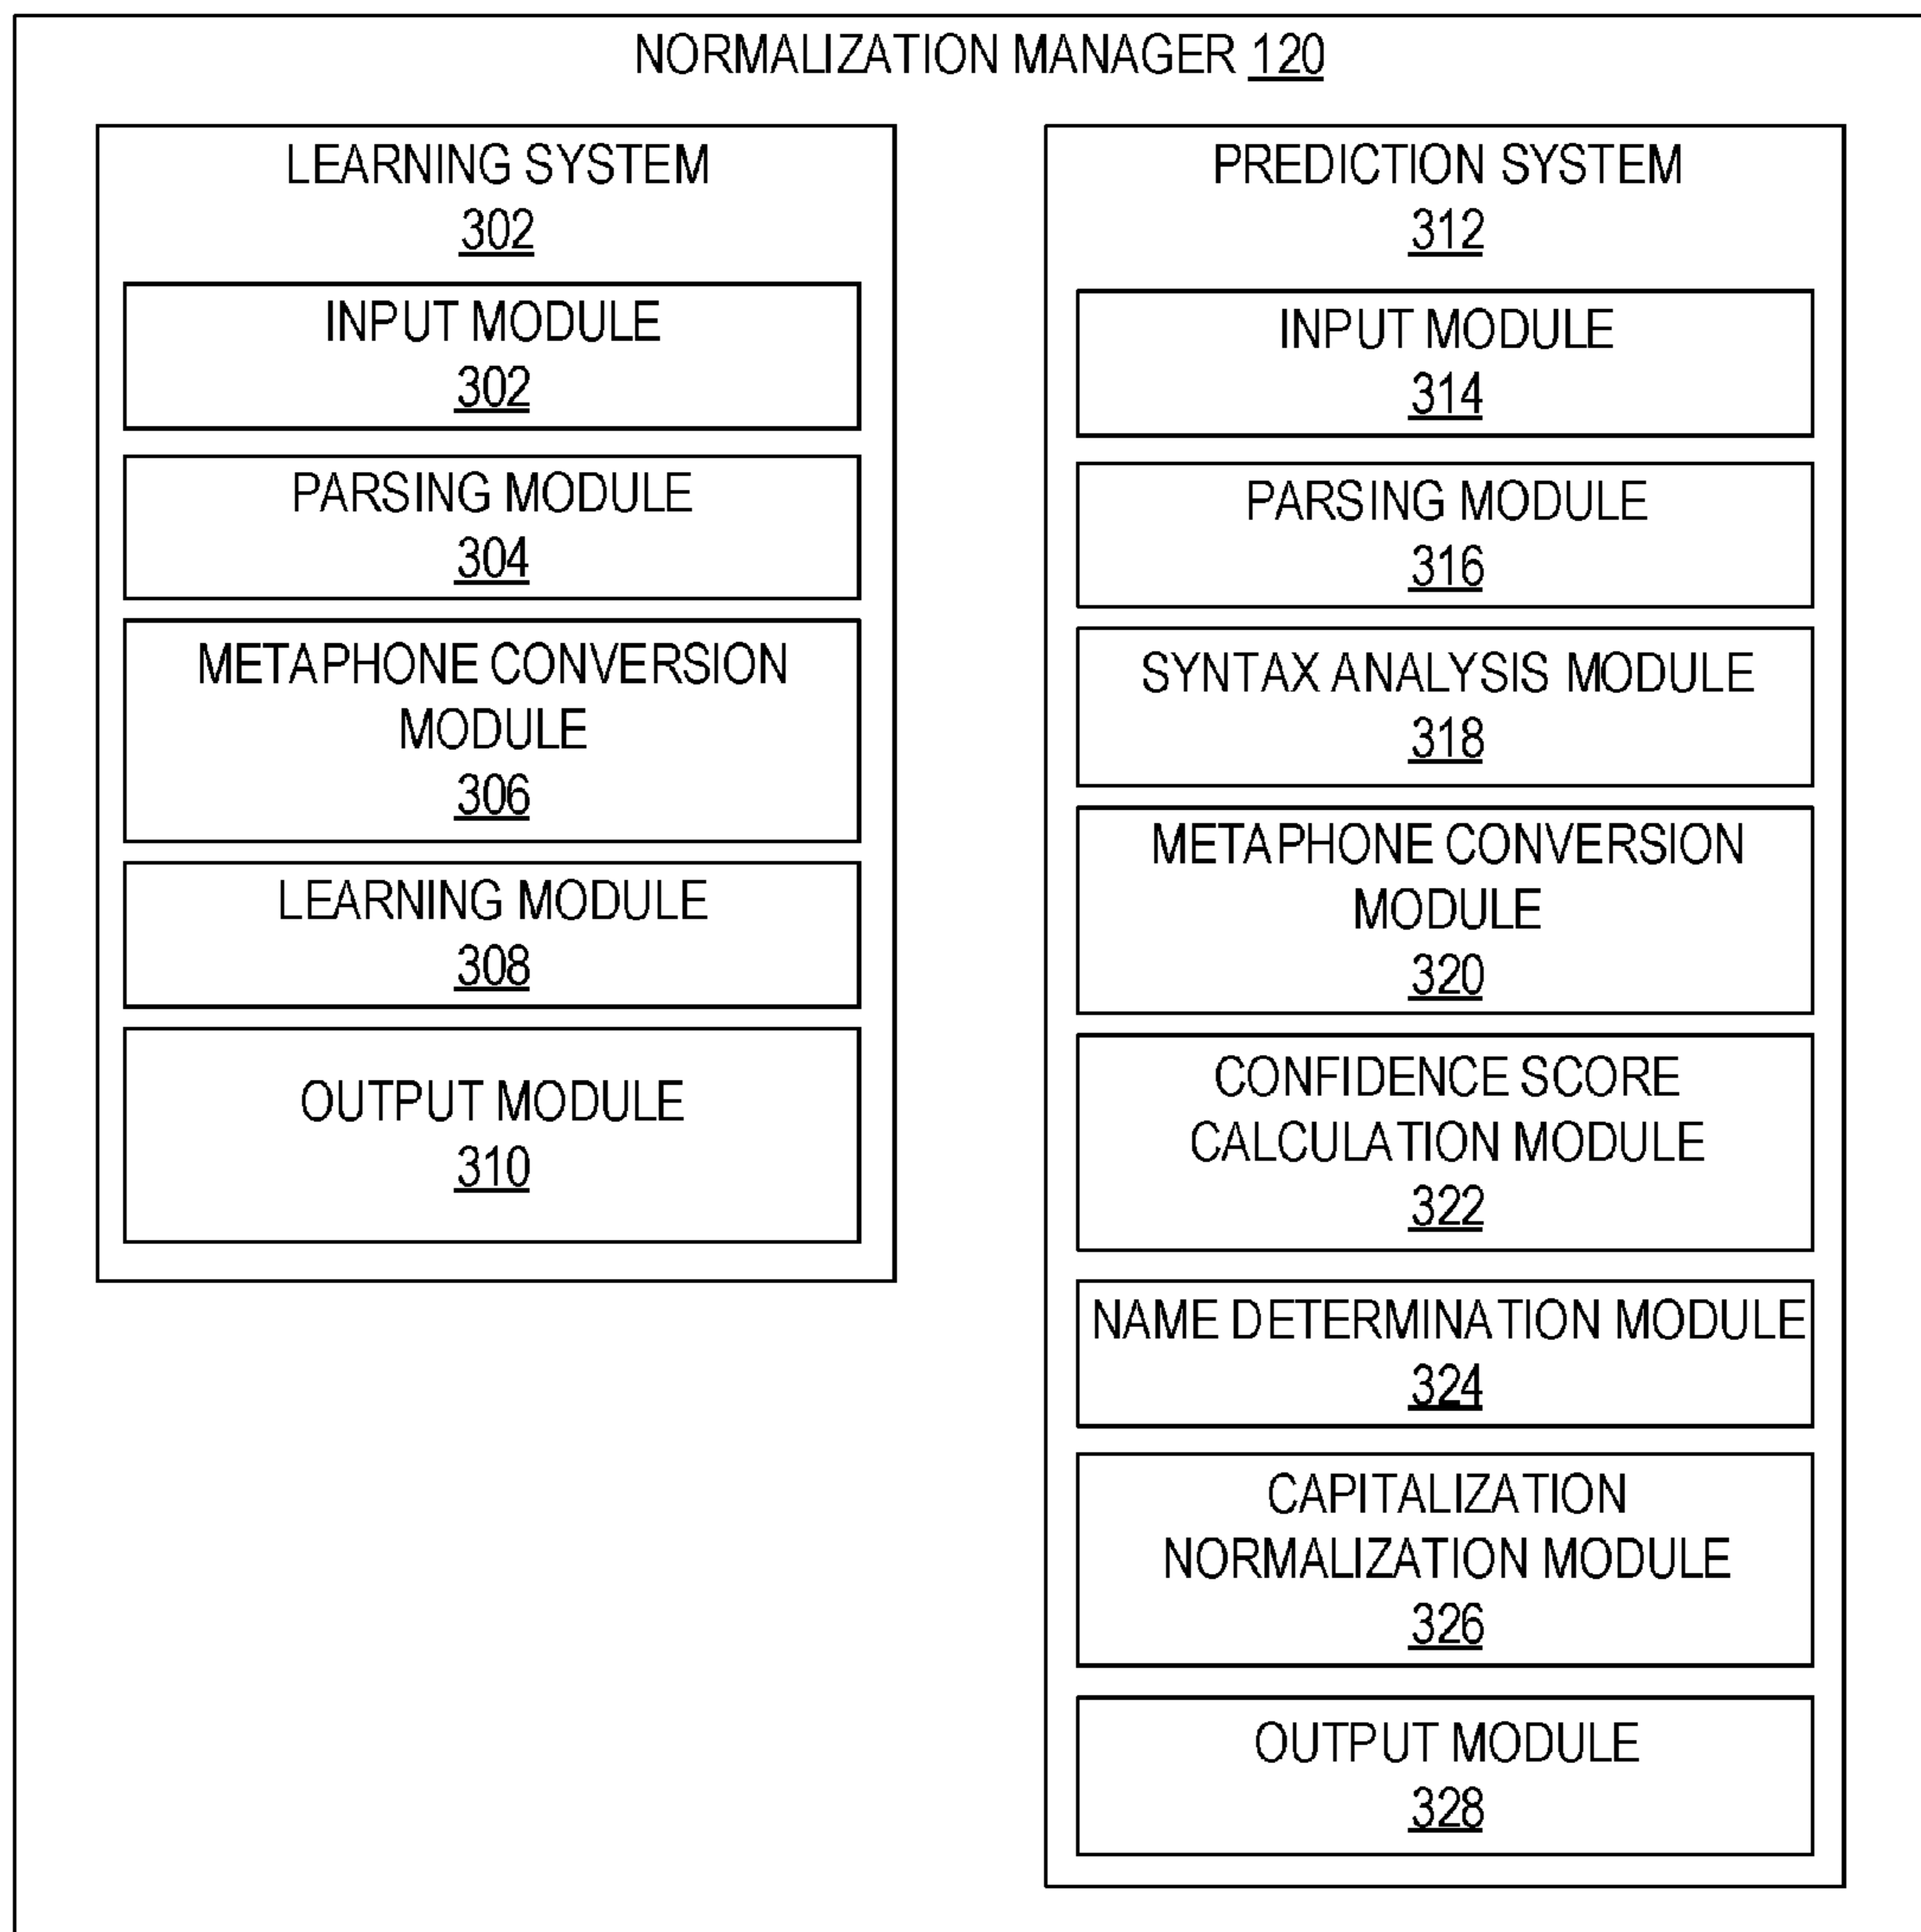 NORMALIZATION MANAGER 120
LEARNING SYSTEM
302
INPUT MODULE
302
PARSING MODULE
304
METAPHONE CONVERSION
MODULE
306
LEARNING MODULE
308
OUTPUT MODULE
310
PREDICTION SYSTEM
312
INPUT MODULE
314
PARSING MODULE
316
SYNTAX ANALYSIS MODULE
318
METAPHONE CONVERSION
MODULE
320
CONFIDENCE SCORE
CALCULATION MODULE
322
NAME DETERMINATION MODULE
324
CAPITALIZATION
NORMALIZATION MODULE
326
OUTPUT MODULE
328